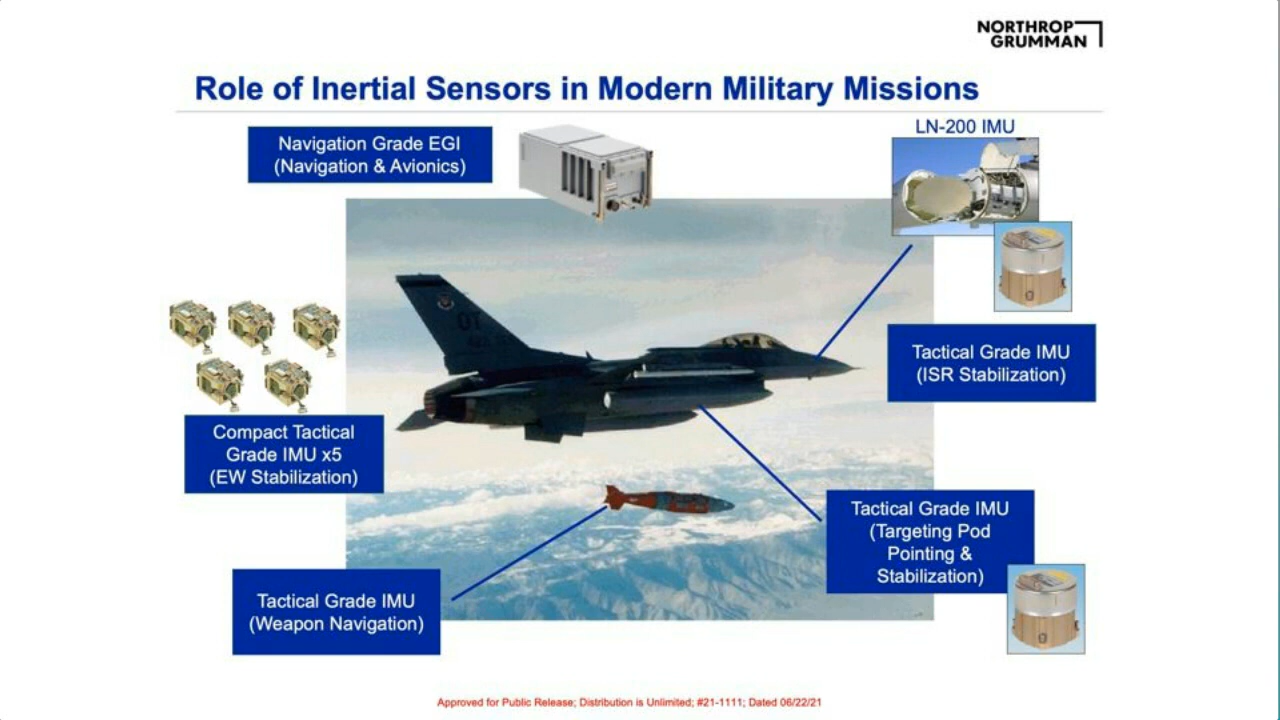 NORTHROP
GRUMMAN
Role of Inertial Sensors in Modern Military Missions
Navigation Grade EGI
(Navigation & Avionics)
LN-200 IMU
Tactical Grade IMU
(ISR Stabilization)
Compact Tactical
Grade IMU x5
(EW Stabilization)
Tactical Grade IMU
(Targeting Pod
Pointing &
Stabilization)
Tactical Grade IMU
(Weapon Navigation)
OT
Approved for Public Release; Distribution is Unlimited; #21-1111; Dated 06/22/21